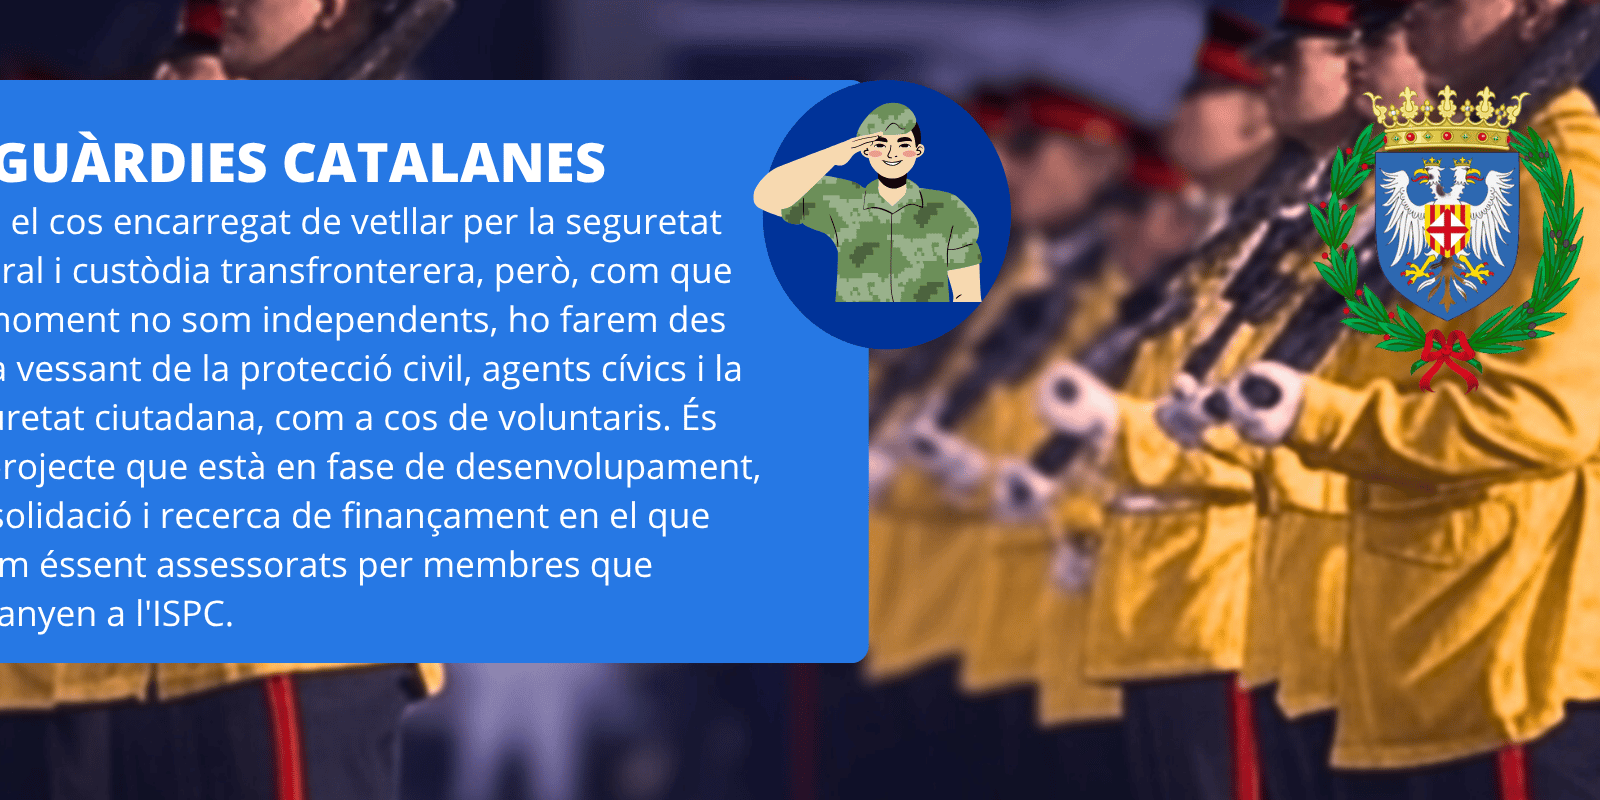 GUÀRDIES CATALANES
el cos encarregat de vetllar per la seguretat
ral i custòdia transfronterera, però, com que
moment no som independents, ho farem des
a vessant de la protecció civil, agents cívics i la
uretat ciutadana, com a cos de voluntaris. És
projecte que està en fase de desenvolupament,
solidació i recerca de finançament en el que
m éssent assessorats per membres que
anyen a l'ISPC.